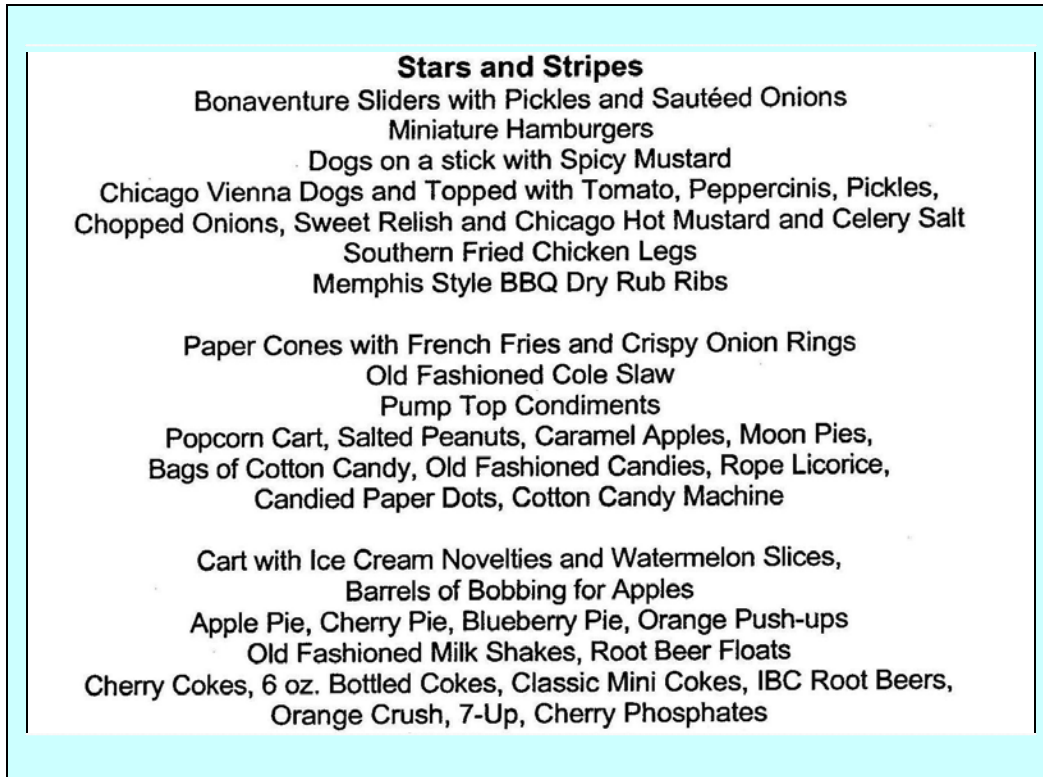 Stars and Stripes
Bonaventure Sliders with Pickles and Sautéed Onions
Miniature Hamburgers
Dogs on a stick with Spicy Mustard
Chicago Vienna Dogs and Topped with Tomato, Peppercinis, Pickles,
Chopped Onions, Sweet Relish and Chicago Hot Mustard and Celery Salt
Southern Fried Chicken Legs
Memphis Style BBQ Dry Rub Ribs
Paper Cones with French Fries and Crispy Onion Rings
Old Fashioned Cole Slaw
Pump Top Condiments
Popcorn Cart, Salted Peanuts, Caramel Apples, Moon Pies,
Bags of Cotton Candy, Old Fashioned Candies, Rope Licorice,
Candied Paper Dots, Cotton Candy Machine
Cart with Ice Cream Novelties and Watermelon Slices,
Barrels of Bobbing for Apples
Apple Pie, Cherry Pie, Blueberry Pie, Orange Push-ups
Old Fashioned Milk Shakes, Root Beer Floats
Cherry Cokes, 6 oz. Bottled Cokes, Classic Mini Cokes, IBC Root Beers,
Orange Crush, 7-Up, Cherry Phosphates